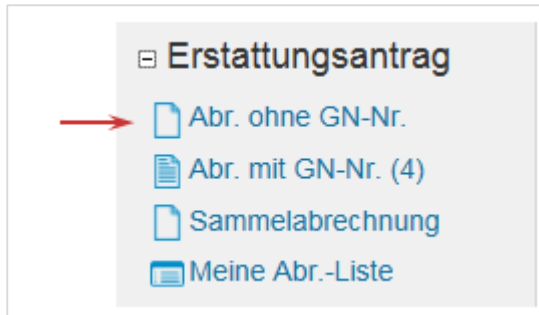 Erstattungsantrag
Abr. ohne GN-Nr.
Abr. mit GN-Nr. (4)
Sammelabrechnung
Meine Abr.-Liste